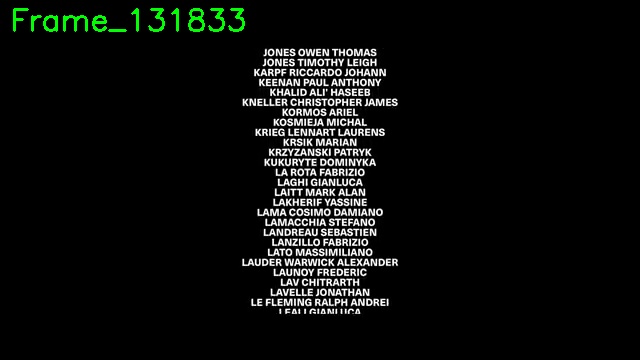 Frame_131833
JONES OWEN THOMAS
JONES TIMOTHY LEIGH
KARPF RICCARDO JOHANN
KEENAN PAUL ANTHONY
KHALID ALI' HASEEB
KNELLER CHRISTOPHER JAMES
KORMOS ARIEL
KOSMIEJA MICHAL
KRIEG LENNART LAURENS
KRSIK MARIAN
KRZYZANSKI PATRYK
KUKURYTE DOMINYKA
LA ROTA FABRIZIO
LAGHI GIANLUCA
LAITT MARK ALAN
LAKHERIF YASSINE
LAMA COSIMO DAMIANO
LAMACCHIA STEFANO
LANDREAU SEBASTIEN
LANZILLO FABRIZIO
LATO MASSIMILIANO
LAUDER WARWICK ALEXANDER
LAUNOY FREDERIC
LAV CHITRARTH
LAVELLE JONATHAN
LE FLEMING RALPH ANDREI
LEALI GIANLUCA